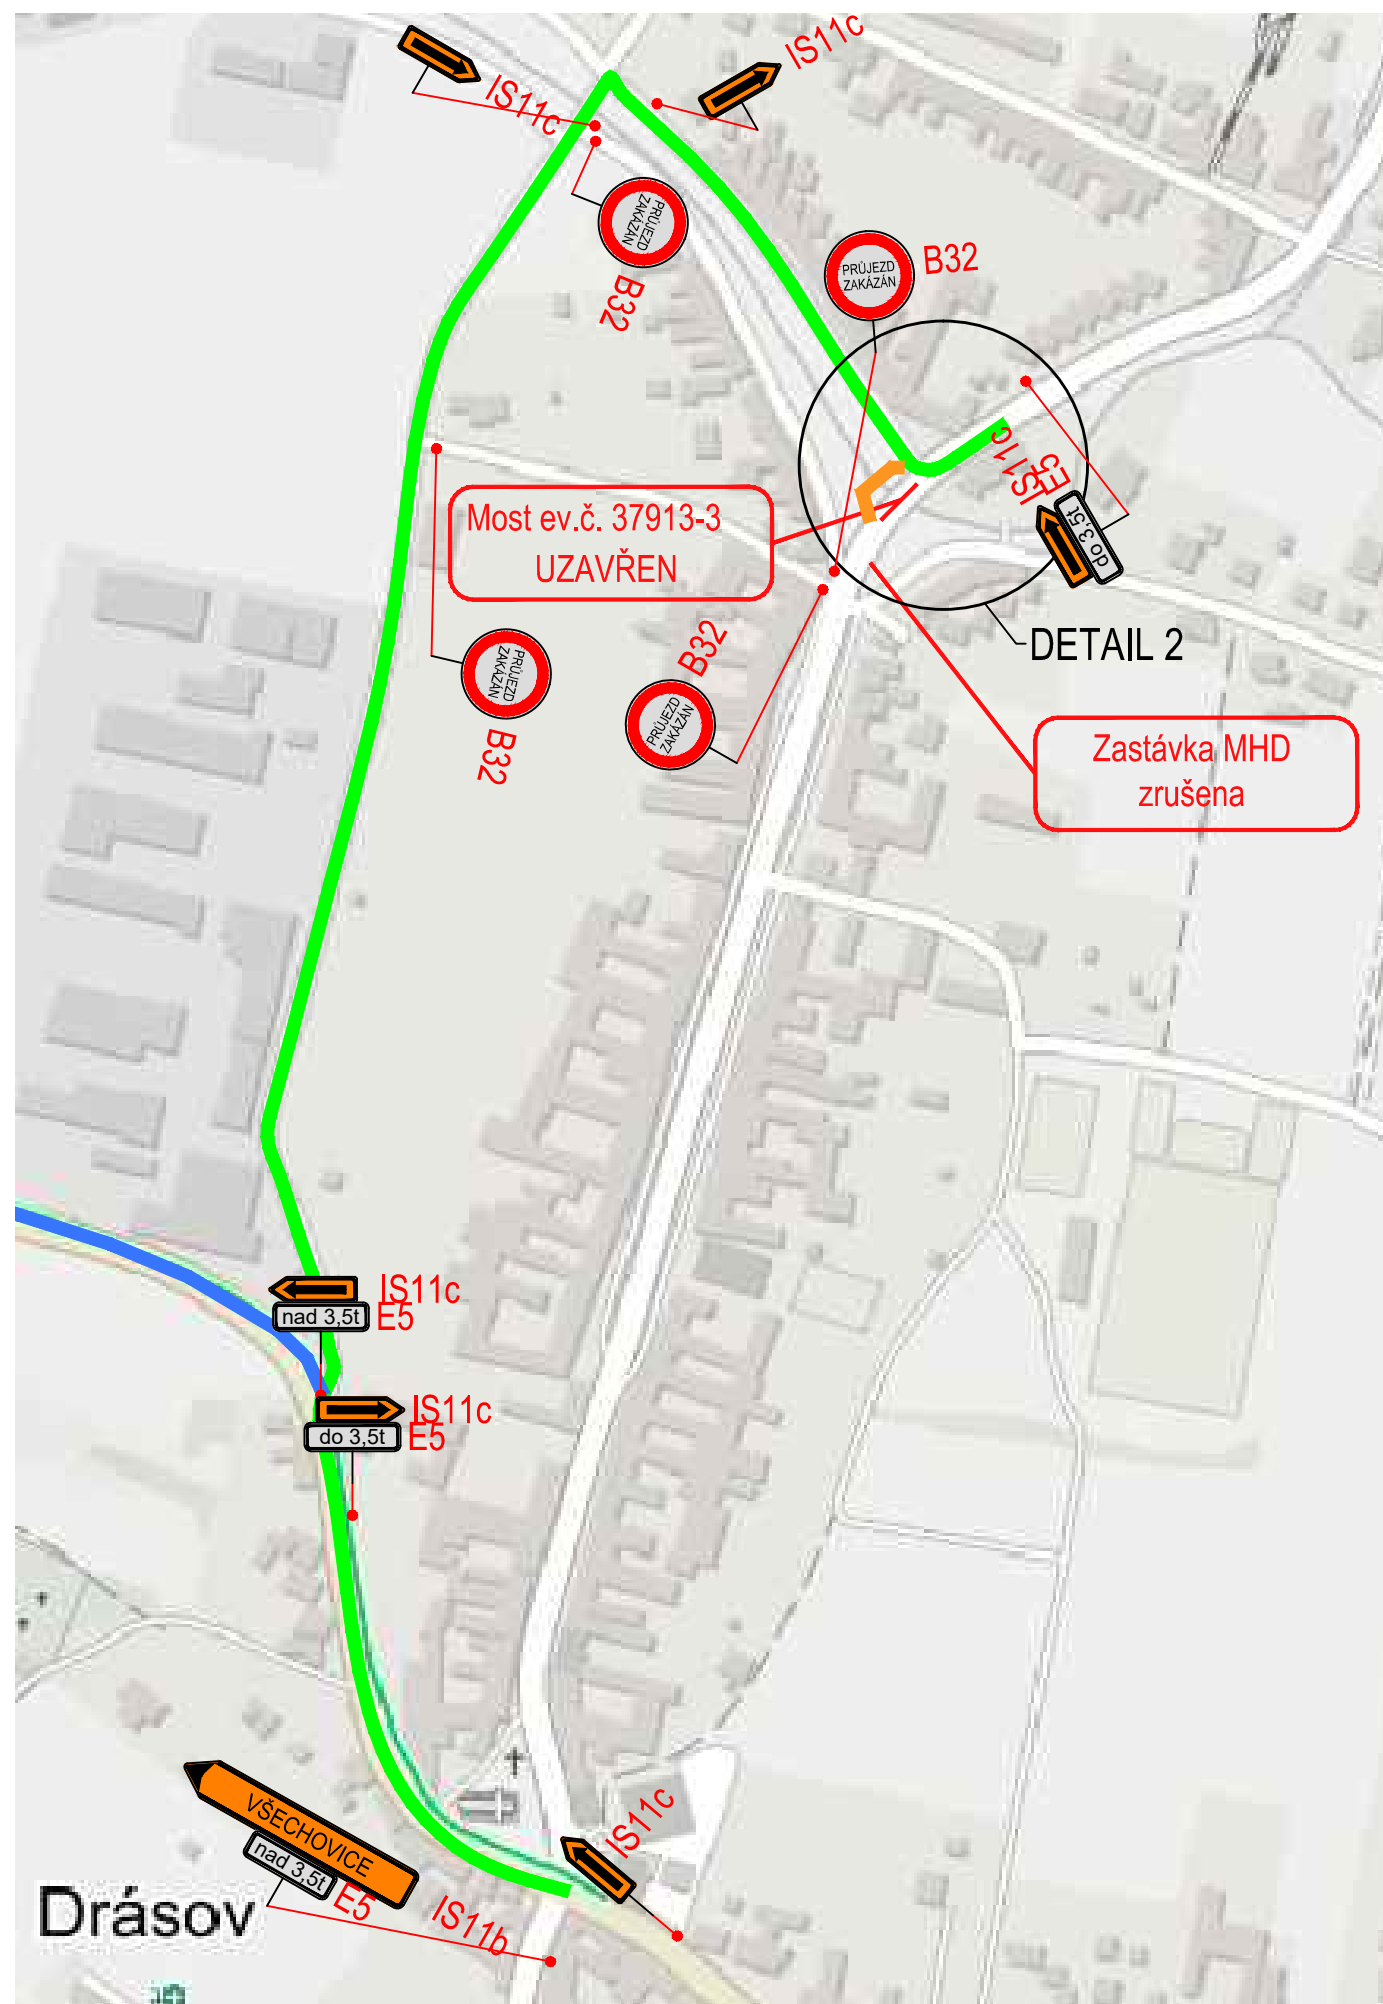 IS11c
IS11c
PRŮJEZD
ZAKÁZÁN
B32
PRŮJEZD
ZAKÁZÁN
B32
IS11c
E5
do 3,5t
Most ev.č. 37913-3
UZAVŘEN
DETAIL 2
PRŮJEZD
ZAKÁZÁN
B32
PRŮJEZD
ZAKÁZÁN
B32
Zastávka MHD
zrušena
IS11c
nad 3,5t
E5
IS11c
do 3,5t
E5
VŠECHOVICE
nad 3,5t
E5
IS11b
IS11c
Drásov